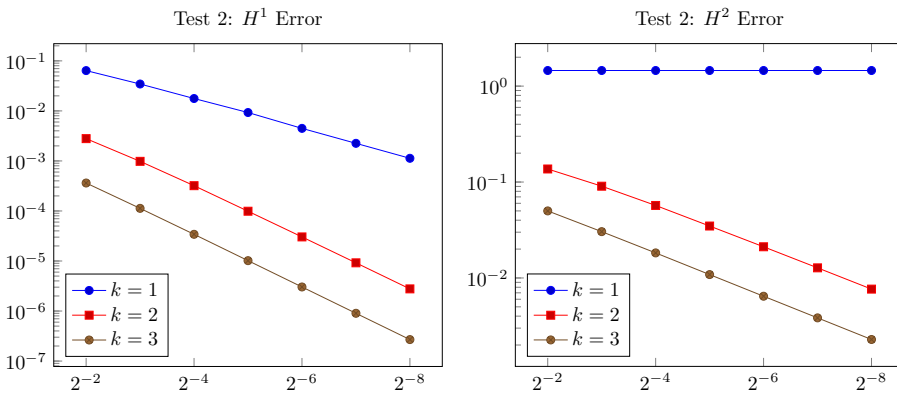 Test 2: $H^1$ Error
$10^{-1}$
$10^{-2}$
$10^{-3}$
$10^{-4}$
$10^{-5}$
$10^{-6}$
$10^{-7}$
$k = 1$
$k = 2$
$k = 3$
$2^{-2}$ $2^{-4}$ $2^{-6}$ $2^{-8}$
Test 2: $H^2$ Error
$10^{0}$
$10^{-1}$
$10^{-2}$
$k = 1$
$k = 2$
$k = 3$
$2^{-2}$ $2^{-4}$ $2^{-6}$ $2^{-8}$